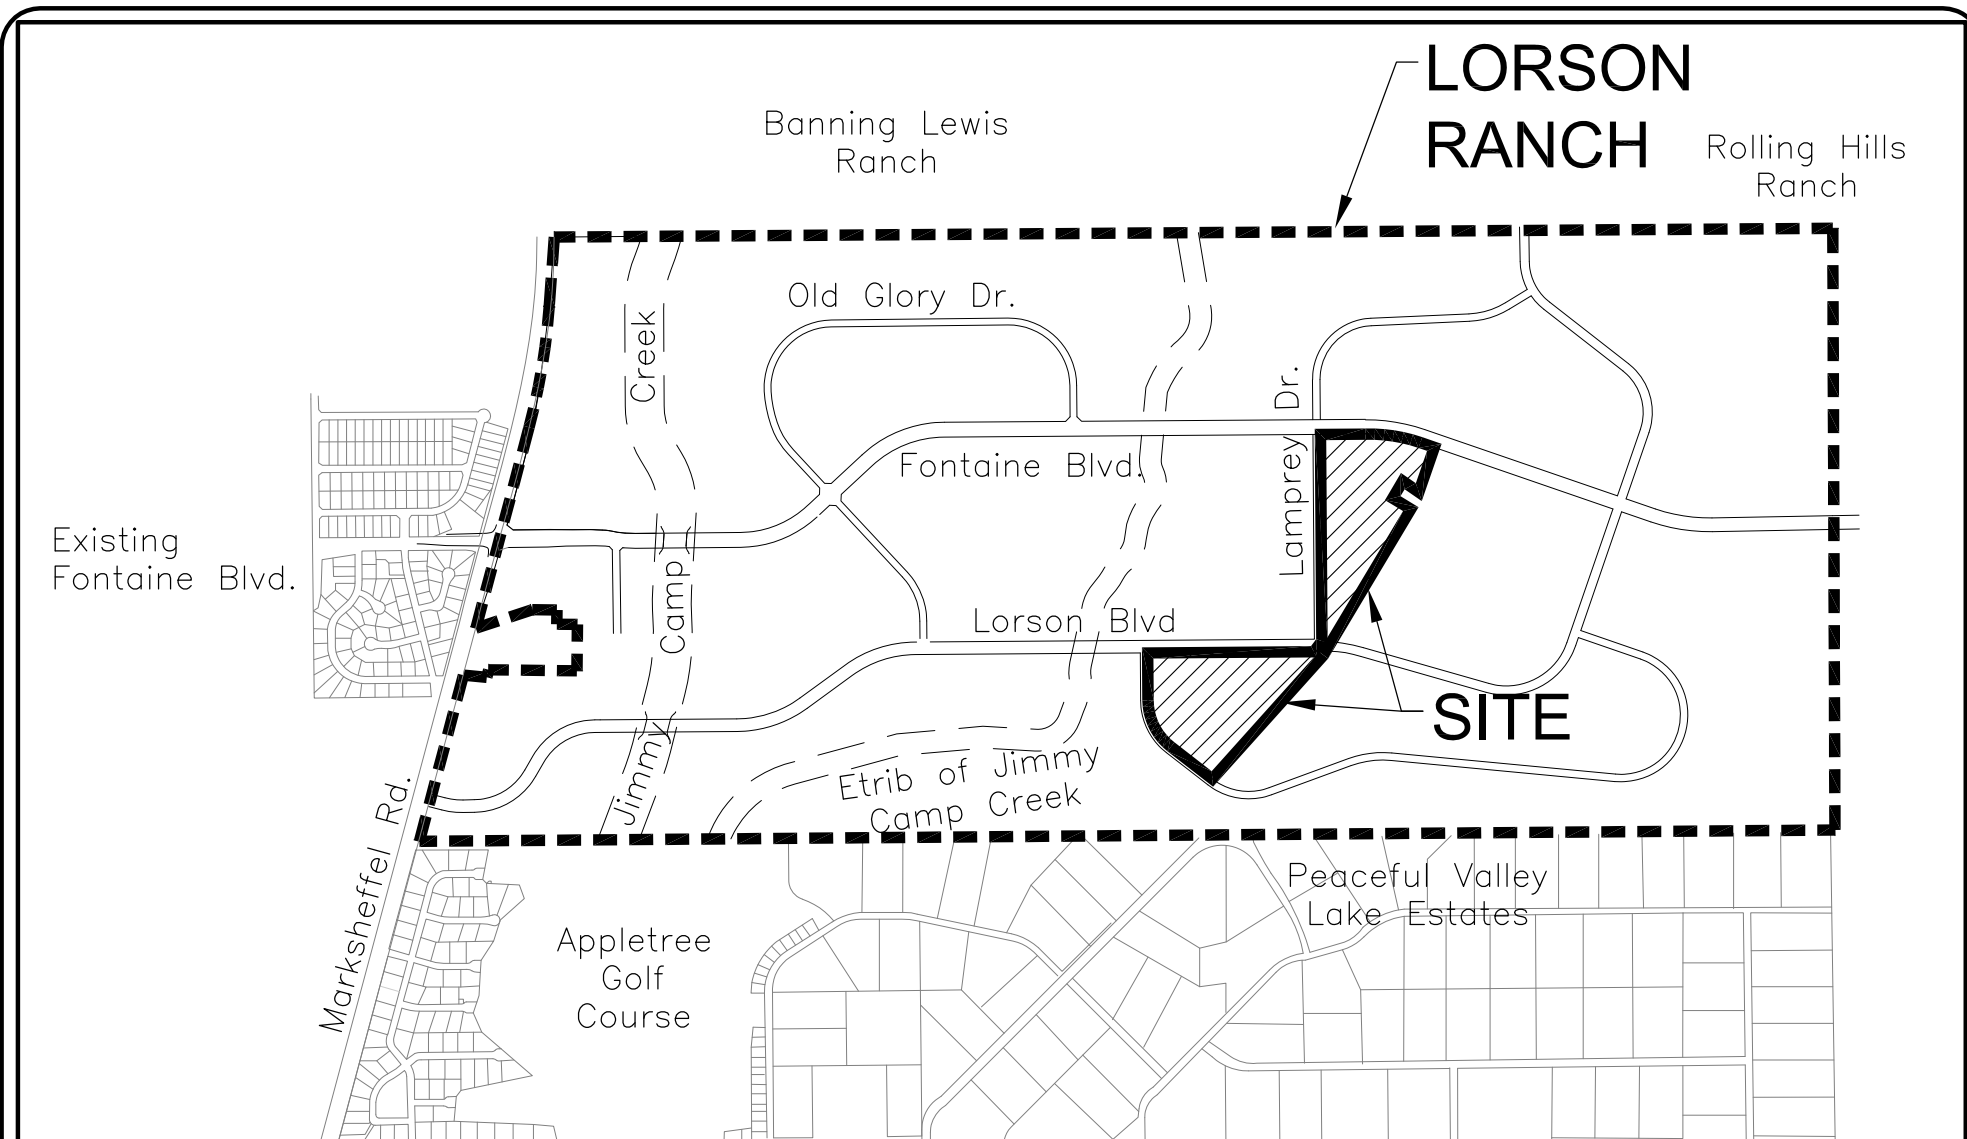 LORSON
RANCH
Banning Lewis
Ranch
Rolling Hills
Ranch
Old Glory Dr.
Creek
Camp
Jimmy
Fontaine Blvd.
Lamprey Dr.
Existing
Fontaine Blvd.
Lorson Blvd
SITE
Etrib of Jimmy
Camp Creek
Marksheffel Rd.
Peaceful Valley
Lake Estates
Appletree
Golf
Course